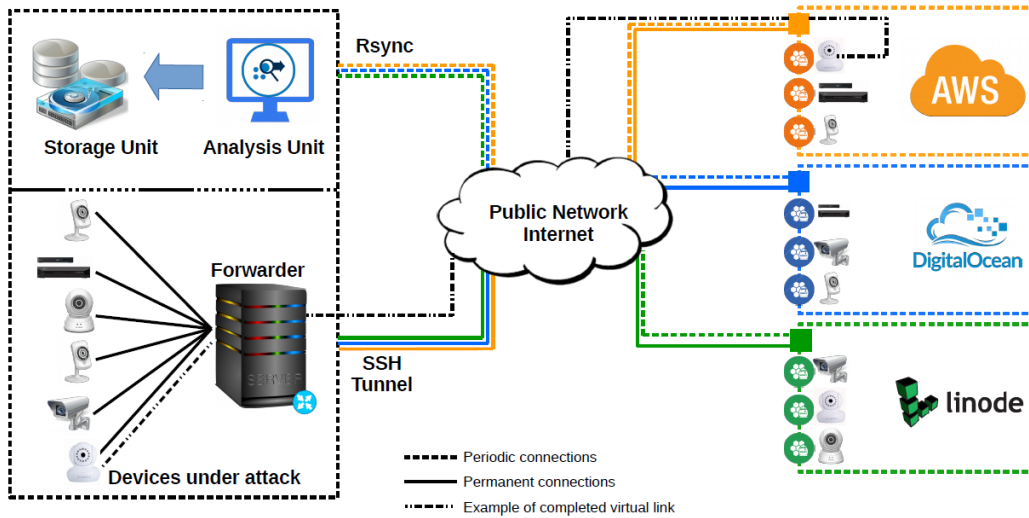 Rsync
Storage Unit
Analysis Unit
AWS
Public Network
Internet
DigitalOcean
Forwarder
SERVER
SSH
Tunnel
linode
Devices under attack
Periodic connections
Permanent connections
Example of completed virtual link